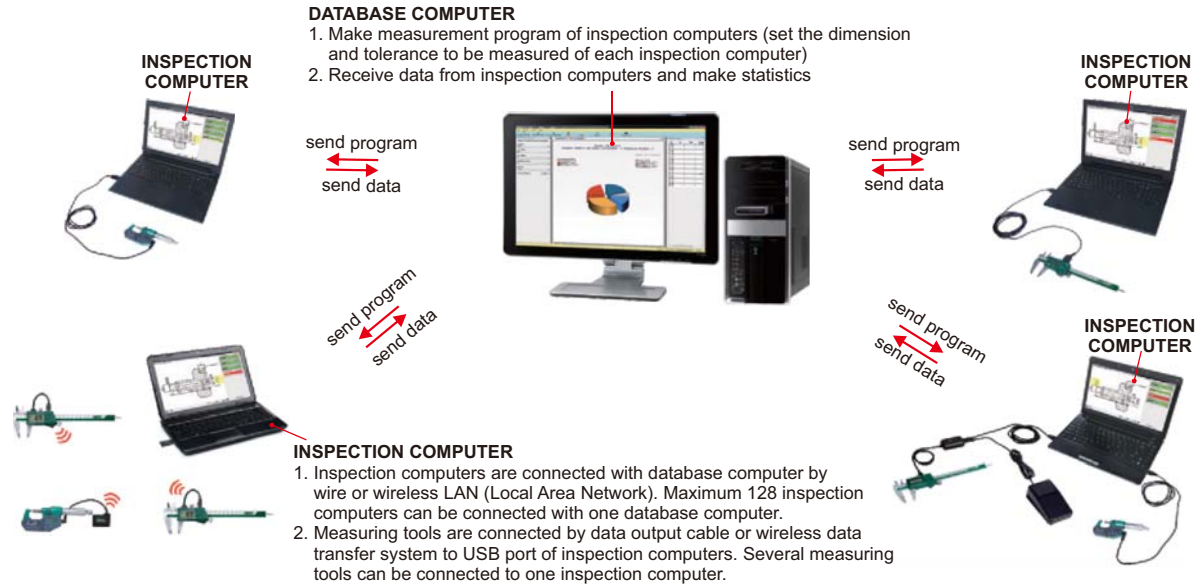 DATABASE COMPUTER
1. Make measurement program of inspection computers (set the dimension
and tolerance to be measured of each inspection computer)
2. Receive data from inspection computers and make statistics
INSPECTION
COMPUTER
INSPECTION
COMPUTER
send program
send data
send program
send data
send program
send data
send program
send data
INSPECTION
COMPUTER
INSPECTION COMPUTER
1. Inspection computers are connected with database computer by
wire or wireless LAN (Local Area Network). Maximum 128 inspection
computers can be connected with one database computer.
2. Measuring tools are connected by data output cable or wireless data
transfer system to USB port of inspection computers. Several measuring
tools can be connected to one inspection computer.